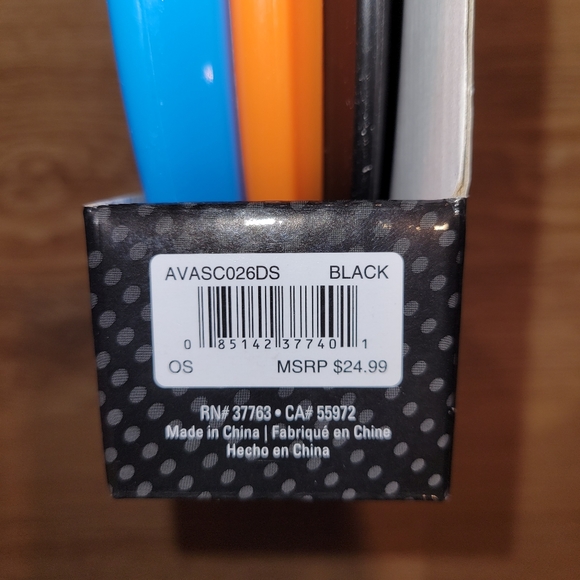 AVASC026DS BLACK
0 85142 37740 1
OS MSRP $24.99
RN# 37763 • CA# 55972
Made in China | Fabriqué en Chine
Hecho en China